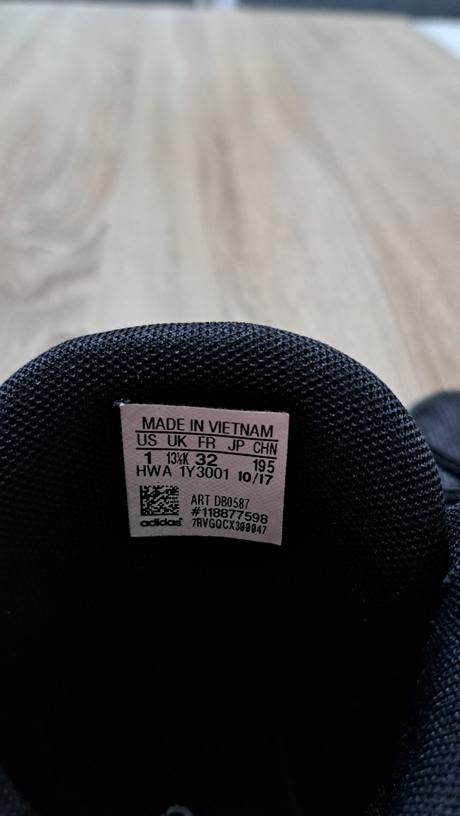 MADE IN VIETNAM
US UK FR JP CHN
1 13½K 32 195
HWA 1Y3001 10/17
ART DB0587
#118877598
adidas